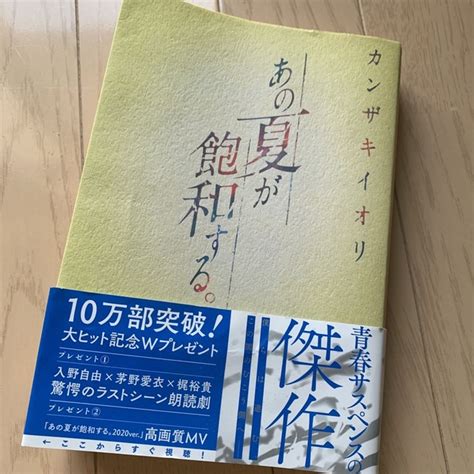 カンザキイオリ
あの夏が
飽和する。
青春サスペンスの
傑作
10万部突破!
大ヒット記念Wプレゼント
プレゼント①
入野自由×茅野愛衣×梶裕貴
驚愕のラストシーン朗読劇
プレゼント②
「あの夏が飽和する。2020ver.」高画質MV
←ここからすぐ視聴!